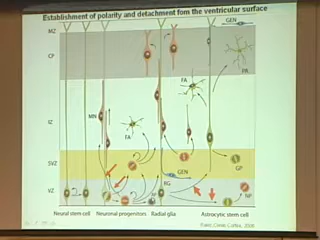 Establishment of polarity and detachment fom the ventricular surface
MZ
GEN
CP
PA
FA
MN
IZ
FA
SVZ
GEN
GP
RG
VZ
NP
Neural stem cell
Neuronal progenitors
Radial glia
Astrocytic stem cell